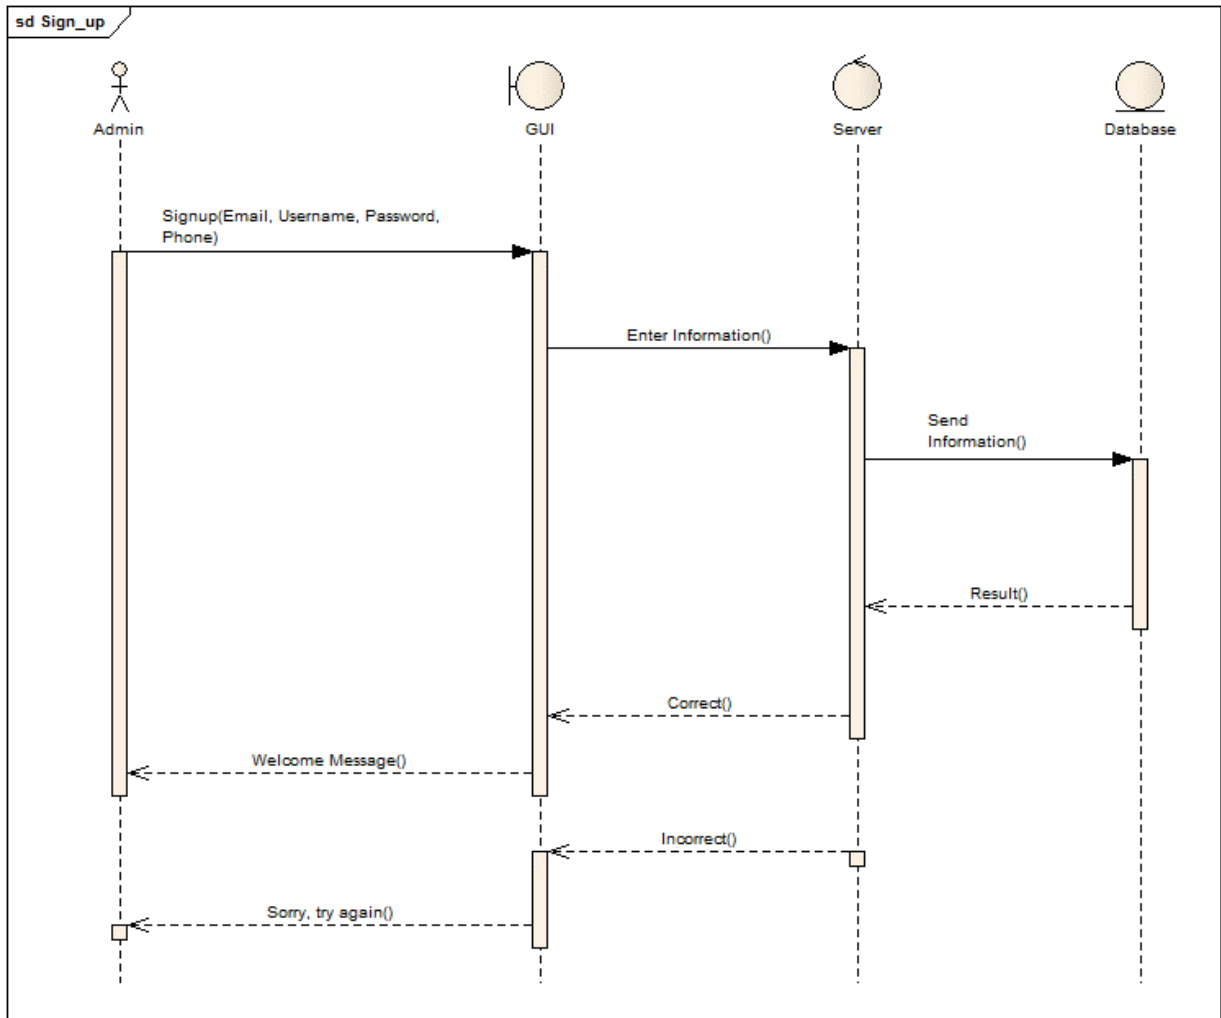 sd Sign_up
Admin
GUI
Server
Database
Signup(Email, Username, Password,
Phone)
Enter Information()
Send
Information()
Result()
Correct()
Welcome Message()
Incorrect()
Sorry, try again()